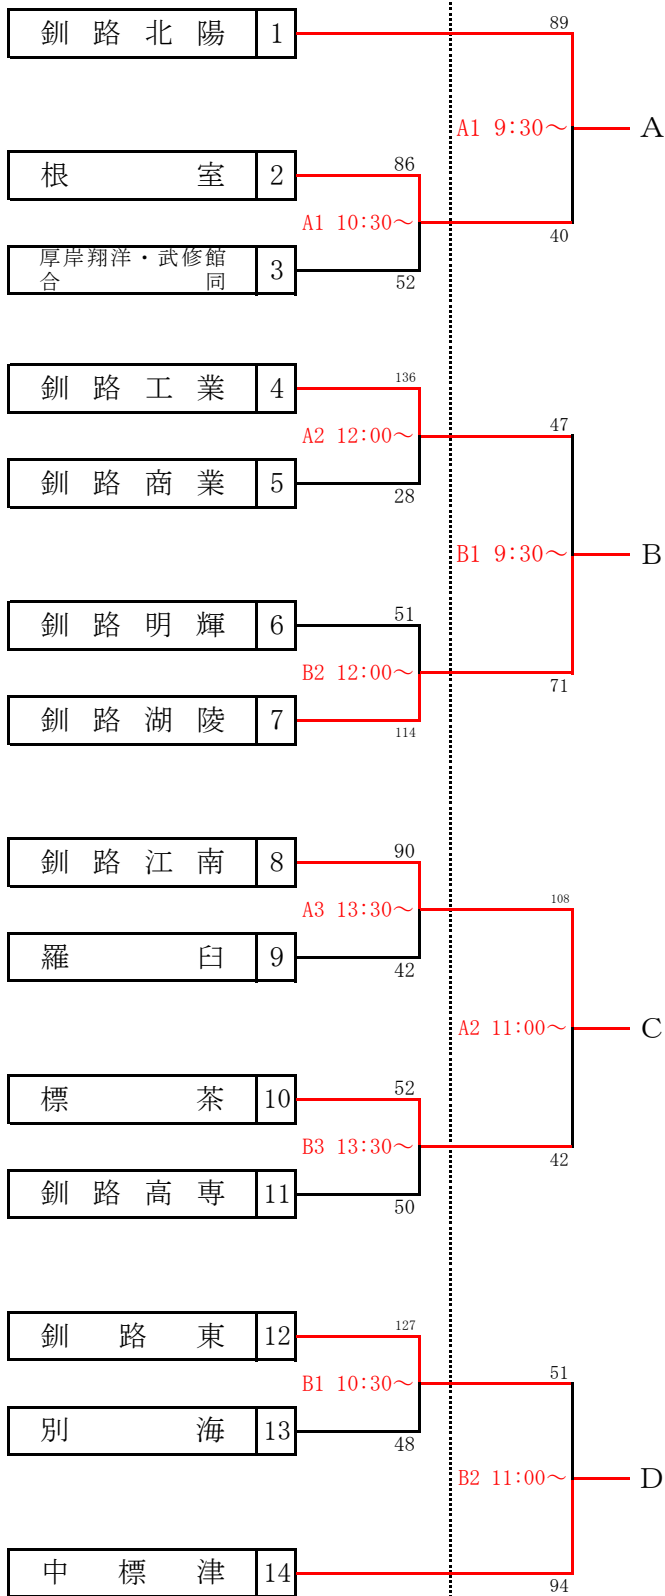 釧路北陽 1
89
A1 9:30～
A
根室 2
86
A1 10:30～
40
厚岸翔洋・武修館
合同 3
52
釧路工業 4
136
A2 12:00～
47
釧路商業 5
28
B1 9:30～
B
釧路明輝 6
51
B2 12:00～
71
釧路湖陵 7
114
釧路江南 8
90
A3 13:30～
108
羅臼 9
42
A2 11:00～
C
標茶 10
52
B3 13:30～
42
釧路高専 11
50
釧路東 12
127
B1 10:30～
51
別海 13
48
B2 11:00～
D
中標津 14
94